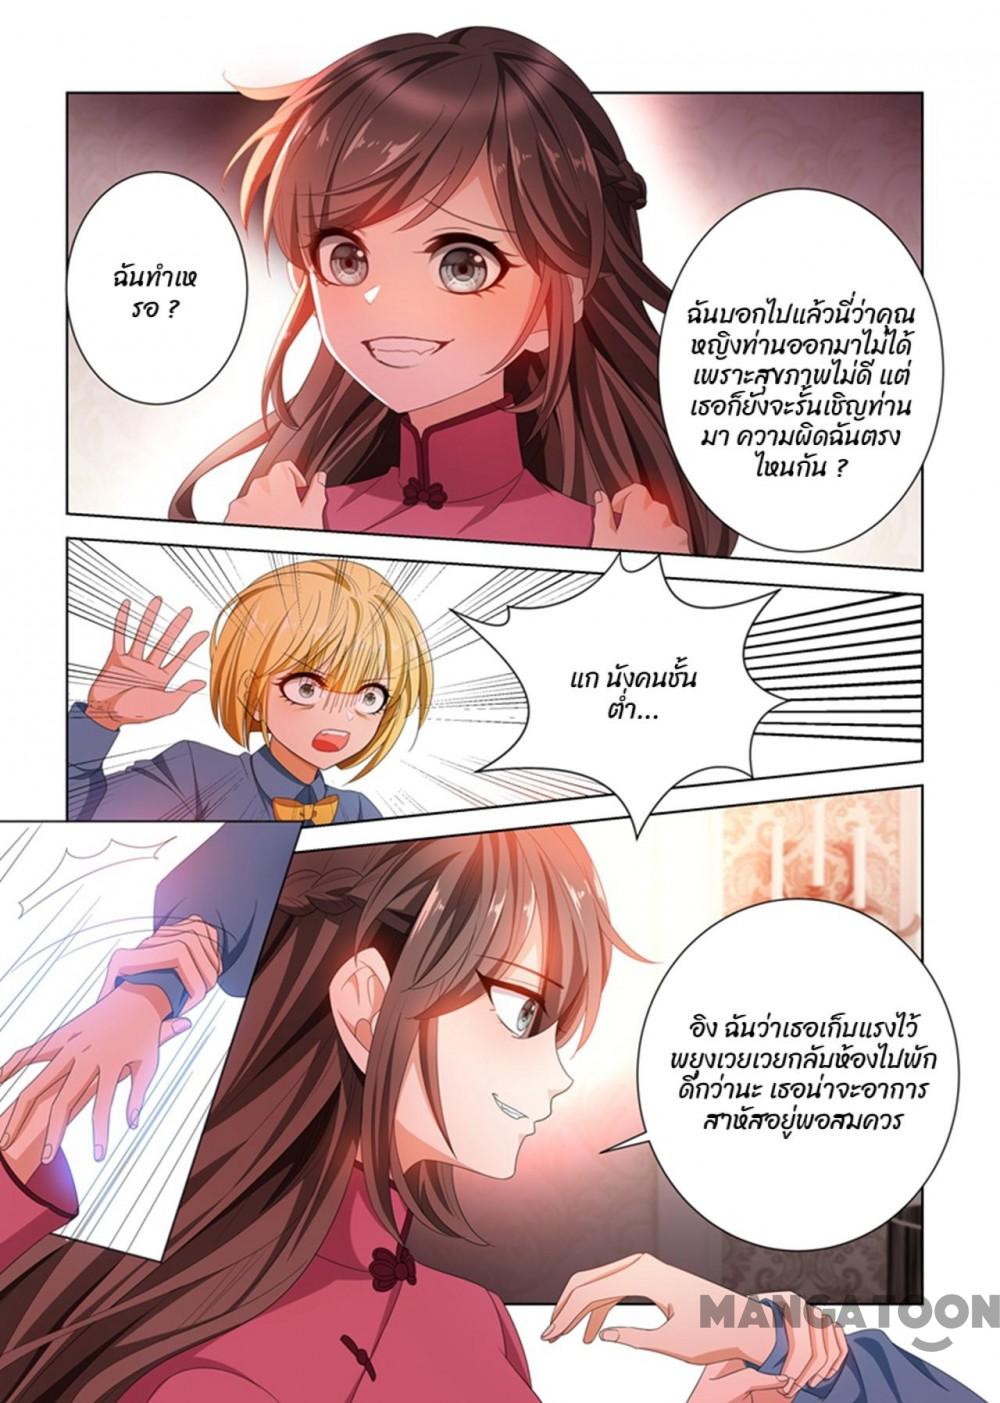 ฉันทำเห
รอ ?
ฉันบอกไปแล้วนี่ว่าคุณ
หญิงท่านออกมาไม่ได้
เพราะสุขภาพไม่ดี แต่
เธอก็ยังจะรั้นเชิญท่าน
มา ความผิดฉันตรง
ไหนกัน ?
แก นังคนชั้น
ต่ำ...
อิง ฉันว่าเธอเก็บแรงไว้
พยุงเวยเวยกลับห้องไปพัก
ดีกว่านะ เธอน่าจะอาการ
สาหัสอยู่พอสมควร
MANGATOON